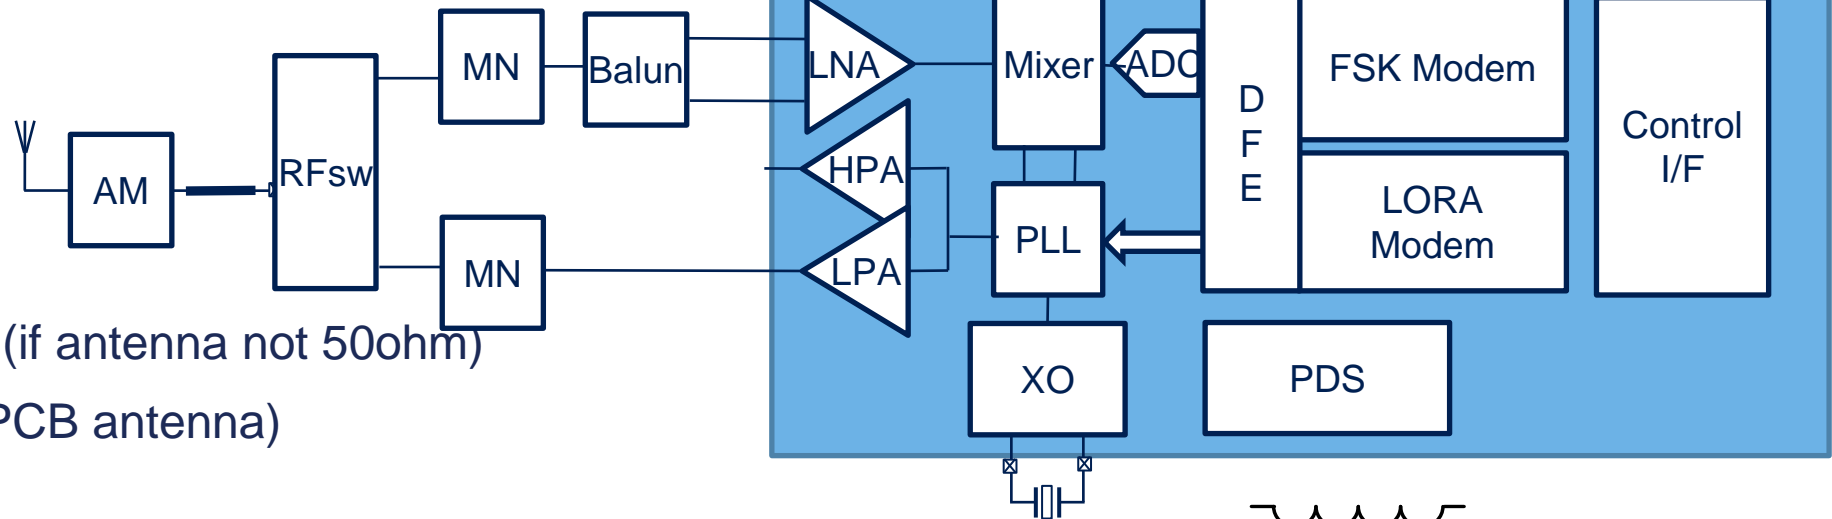 MN
Balun
LNA
Mixer
ADC
D
F
E
FSK Modem
Control
I/F
AM
RFsw
HPA
LORA
Modem
MN
LPA
PLL
(if antenna not 50ohm)
XO
PDS
PCB antenna)